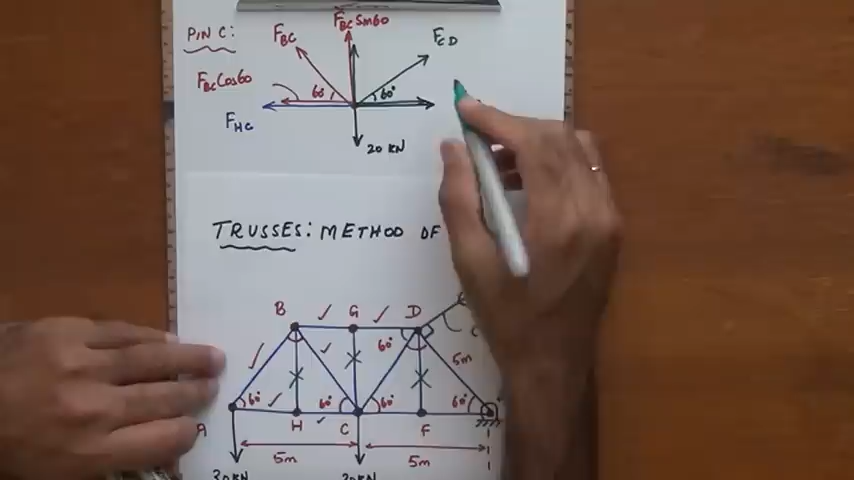 PIN C:
F_BC
F_BC Sin60
F_CD
F_BC Cos60
60°
60°
F_HC
20 KN
TRUSSES: METHOD OF
B
G
D
60°
5m
60°
60°
60°
60°
A
H
C
F
5m
5m